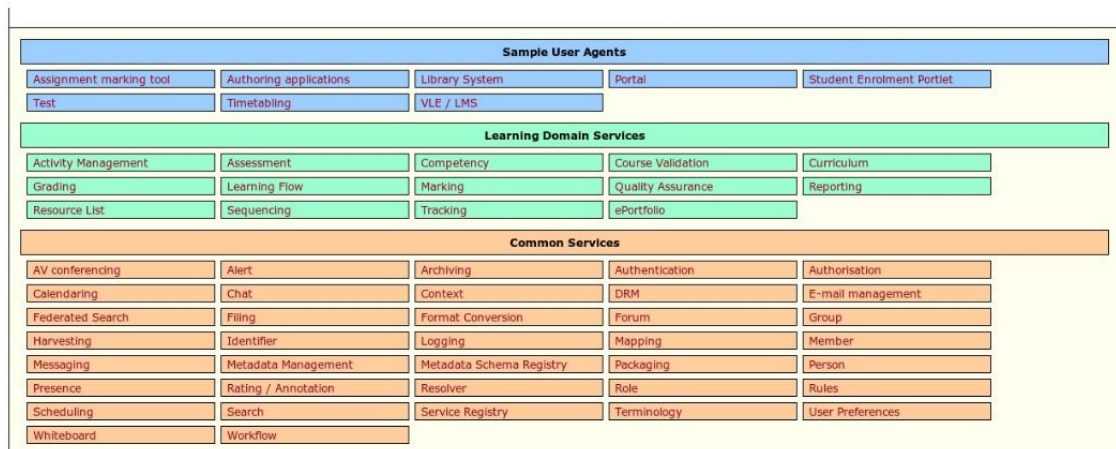 Sample User Agents
Assignment marking tool Authoring applications Library System Portal Student Enrolment Portlet
Test Timetabling VLE / LMS
Learning Domain Services
Activity Management Assessment Competency Course Validation Curriculum
Grading Learning Flow Marking Quality Assurance Reporting
Resource List Sequencing Tracking ePortfolio
Common Services
AV conferencing Alert Archiving Authentication Authorisation
Calendaring Chat Context DRM E-mail management
Federated Search Filing Format Conversion Forum Group
Harvesting Identifier Logging Mapping Member
Messaging Metadata Management Metadata Schema Registry Packaging Person
Presence Rating / Annotation Resolver Role Rules
Scheduling Search Service Registry Terminology User Preferences
Whiteboard Workflow